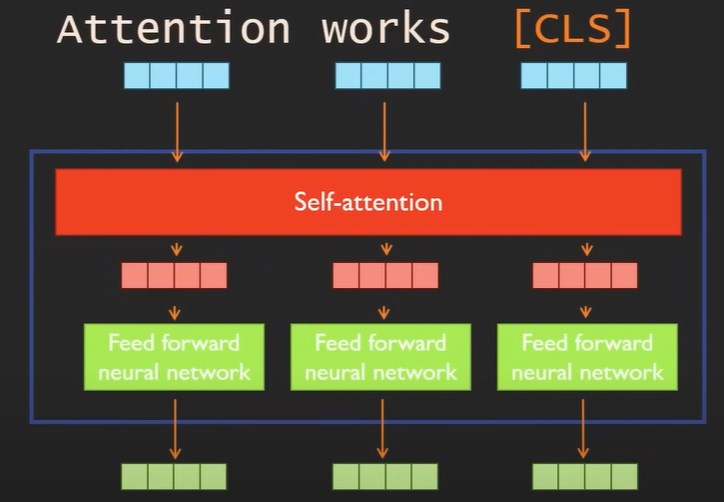 Attention works [CLS]
Self-attention
Feed forward
neural network
Feed forward
neural network
Feed forward
neural network